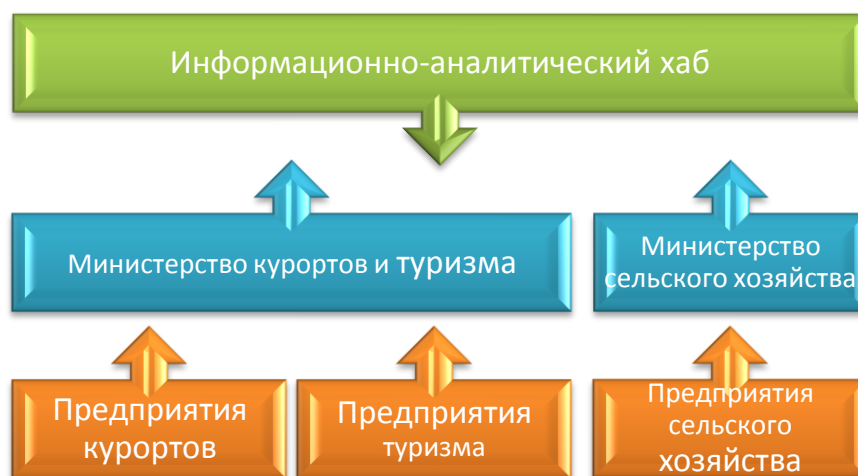 Информационно-аналитический хаб
Министерство курортов и туризма
Министерство
сельского хозяйства
Предприятия
курортов
Предприятия
туризма
Предприятия
сельского
хозяйства